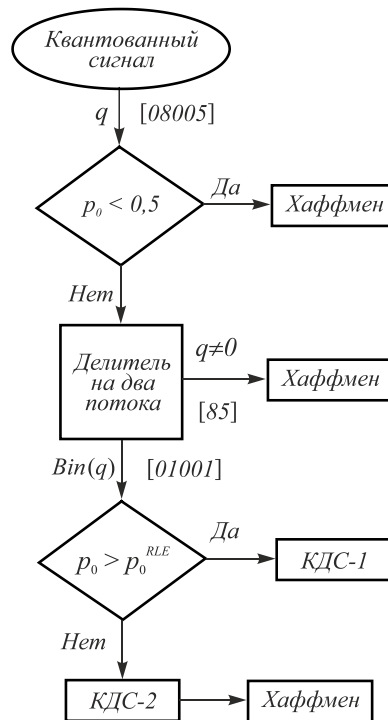 Квантованный
сигнал
q [08005]
p₀ < 0,5
Да
Хаффмен
Нет
Делитель
на два
потока
q≠0
Хаффмен
[85]
Bin(q) [01001]
p₀ > p₀ᴿᴸᴱ
Да
КДС-1
Нет
КДС-2
Хаффмен